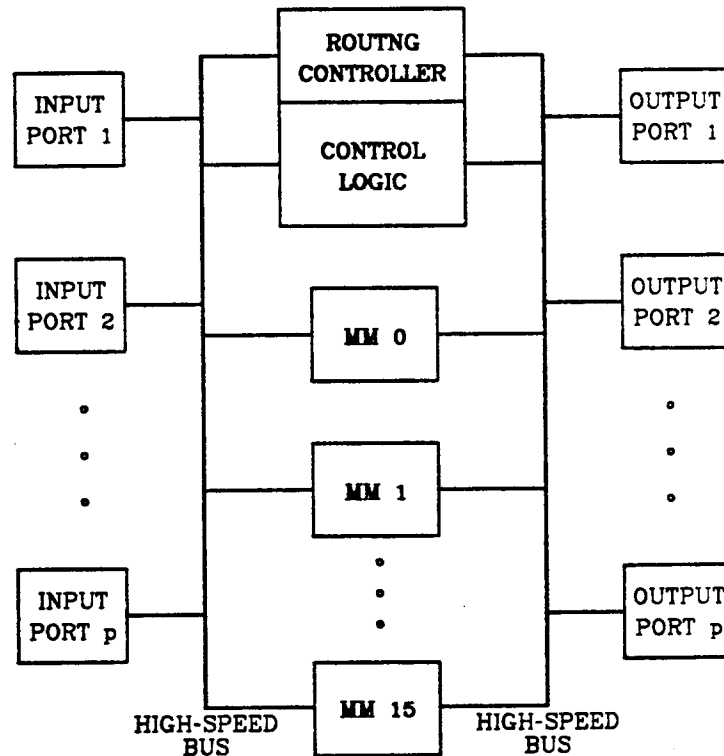 ROUTNG
CONTROLLER
INPUT
PORT 1
OUTPUT
PORT 1
CONTROL
LOGIC
INPUT
PORT 2
OUTPUT
PORT 2
MM 0
MM 1
INPUT
PORT p
OUTPUT
PORT p
MM 15
HIGH-SPEED
BUS
HIGH-SPEED
BUS